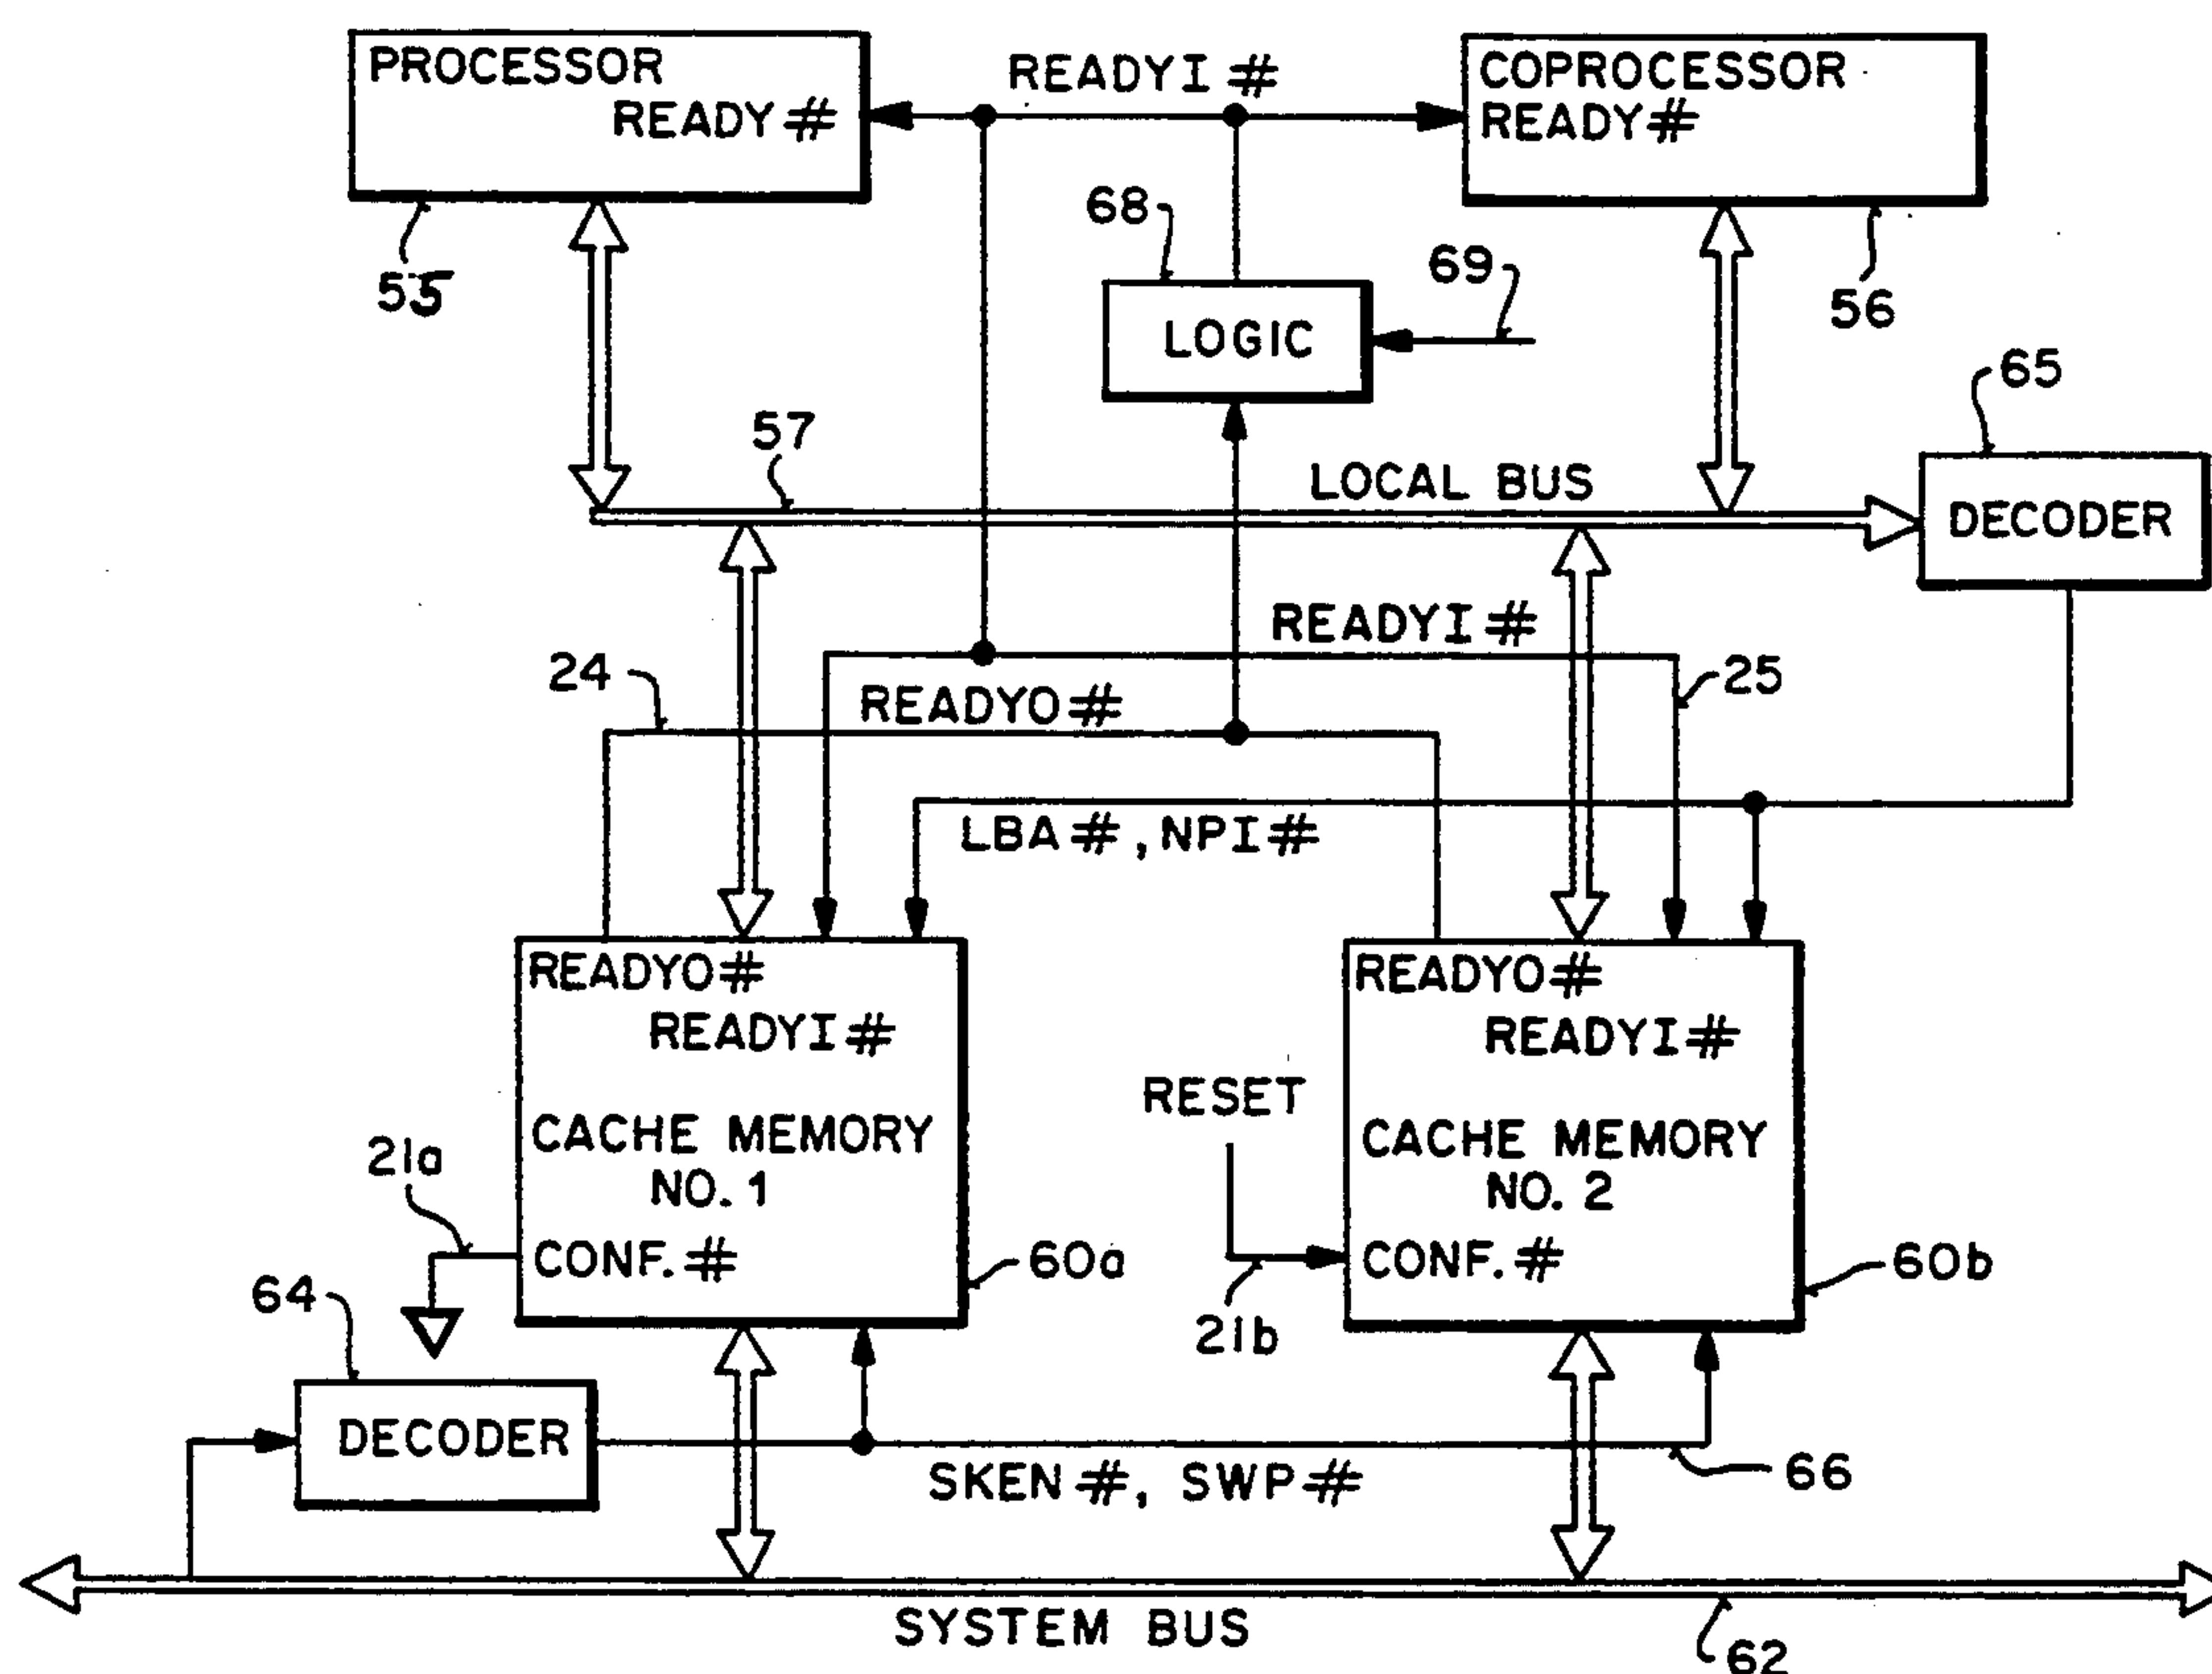 PROCESSOR
READY#
READYI#
COPROCESSOR
READY#
68
69
55
56
LOGIC
65
57
LOCAL BUS
DECODER
READYI#
24
25
READYO#
LBA#, NPI#
READYO#
READYI#
CACHE MEMORY
NO. 1
CONF. #
READYO#
READYI#
CACHE MEMORY
NO. 2
CONF. #
RESET
21a
60a
60b
64
21b
DECODER
SKEN#, SWP#
66
SYSTEM BUS
62